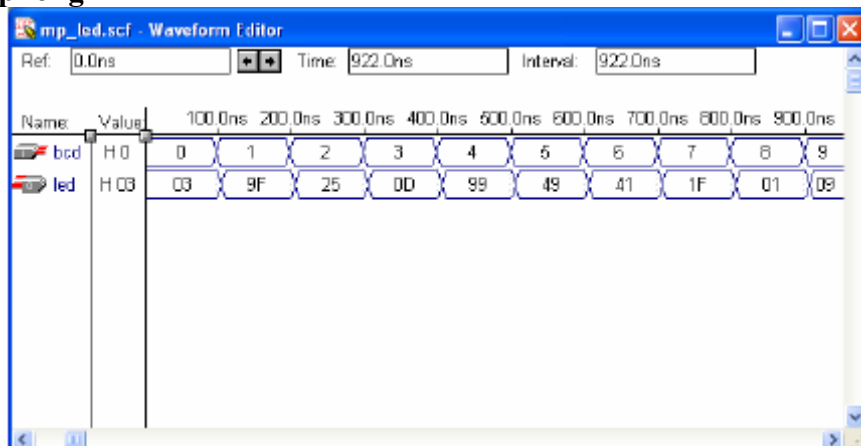 mp_led.scf - Waveform Editor
Ref: 0.0ns Time: 922.0ns Interval: 922.0ns
Name: Value: 100.0ns 200.0ns 300.0ns 400.0ns 500.0ns 600.0ns 700.0ns 800.0ns 900.0ns
bcd H 0 0 1 2 3 4 5 6 7 8 9
led H 03 03 9F 25 0D 99 49 41 1F 01 09